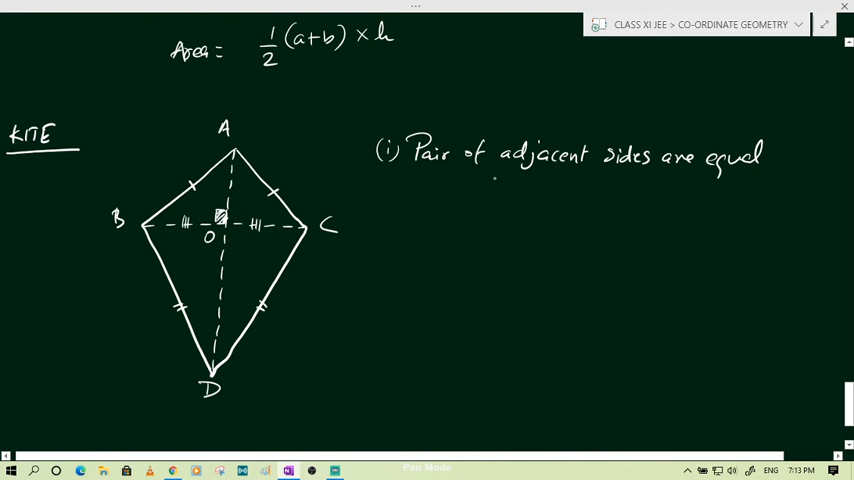 CLASS XI JEE > CO-ORDINATE GEOMETRY
Area = 1/2 (a+b) × h
KITE
A
(i) Pair of adjacent sides are equal
B
C
O
D
Pen Mode
ENG
7:13 PM